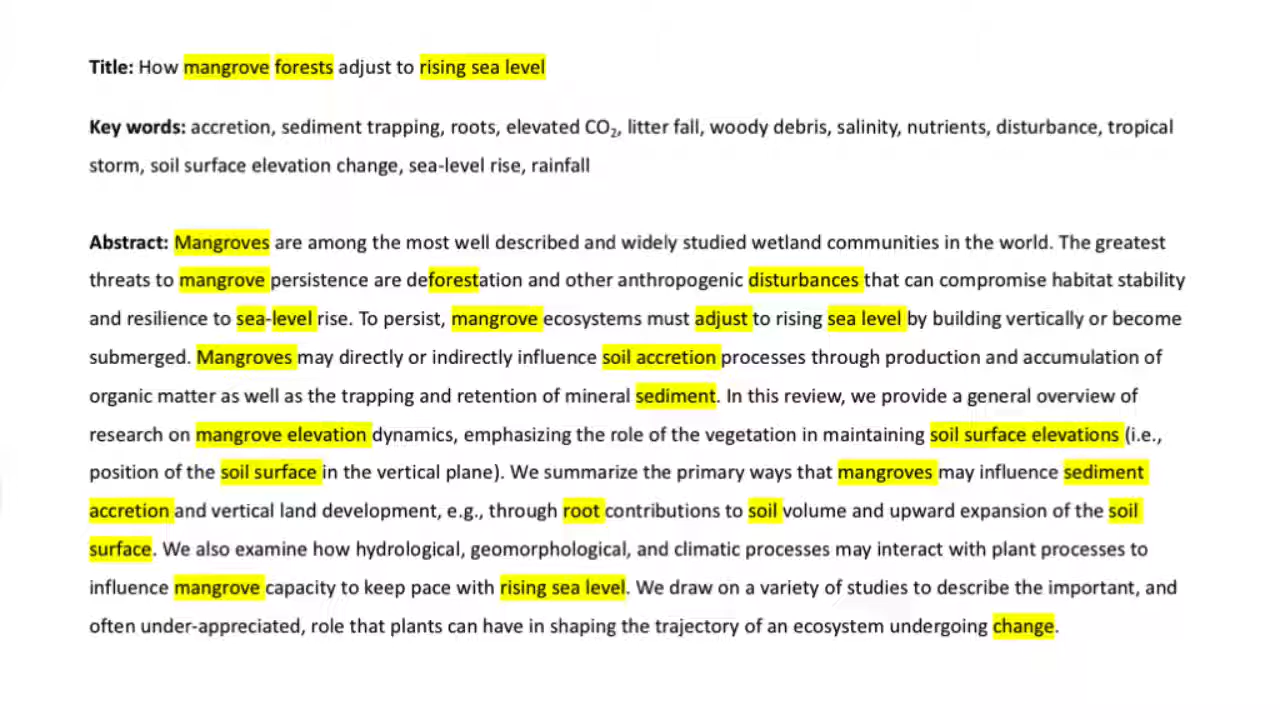 Title: How mangrove forests adjust to rising sea level
Key words: accretion, sediment trapping, roots, elevated CO₂, litter fall, woody debris, salinity, nutrients, disturbance, tropical
storm, soil surface elevation change, sea-level rise, rainfall
Abstract: Mangroves are among the most well described and widely studied wetland communities in the world. The greatest
threats to mangrove persistence are deforestation and other anthropogenic disturbances that can compromise habitat stability
and resilience to sea-level rise. To persist, mangrove ecosystems must adjust to rising sea level by building vertically or become
submerged. Mangroves may directly or indirectly influence soil accretion processes through production and accumulation of
organic matter as well as the trapping and retention of mineral sediment. In this review, we provide a general overview of
research on mangrove elevation dynamics, emphasizing the role of the vegetation in maintaining soil surface elevations (i.e.,
position of the soil surface in the vertical plane). We summarize the primary ways that mangroves may influence sediment
accretion and vertical land development, e.g., through root contributions to soil volume and upward expansion of the soil
surface. We also examine how hydrological, geomorphological, and climatic processes may interact with plant processes to
influence mangrove capacity to keep pace with rising sea level. We draw on a variety of studies to describe the important, and
often under-appreciated, role that plants can have in shaping the trajectory of an ecosystem undergoing change.